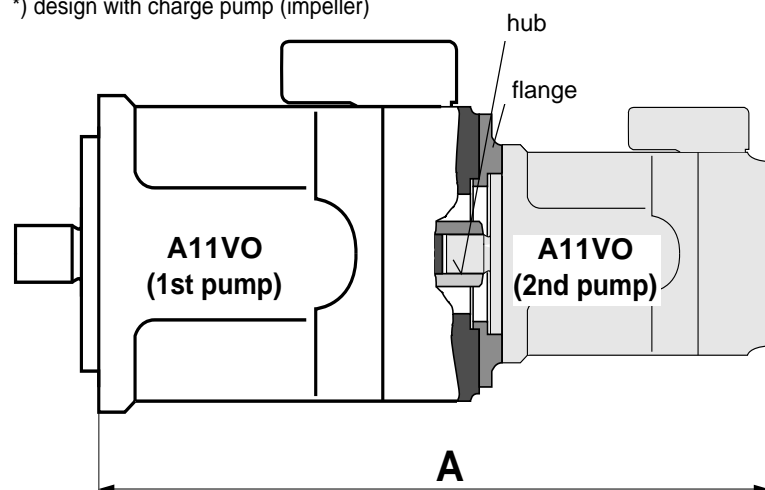 *) design with charge pump (impeller)
hub
flange
A11VO
(1st pump)
A11VO
(2nd pump)
A